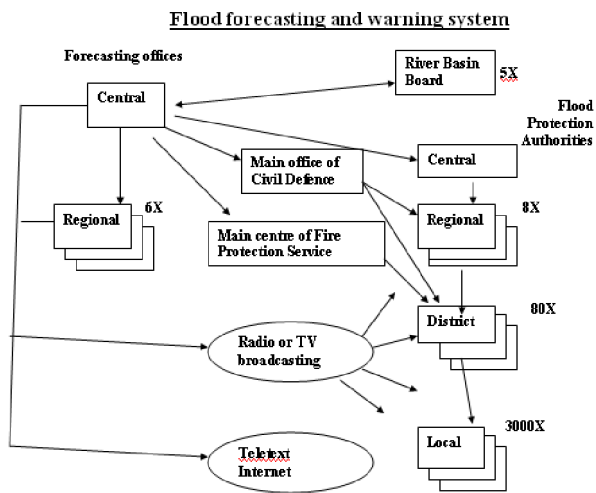 Flood forecasting and warning system
Forecasting offices
River Basin
Board
5X
Central
Flood
Protection
Authorities
Main office of
Civil Defence
Central
Regional
6X
Regional
8X
Main centre of Fire
Protection Service
District
80X
Radio or TV
broadcasting
Local
3000X
Teletext
Internet